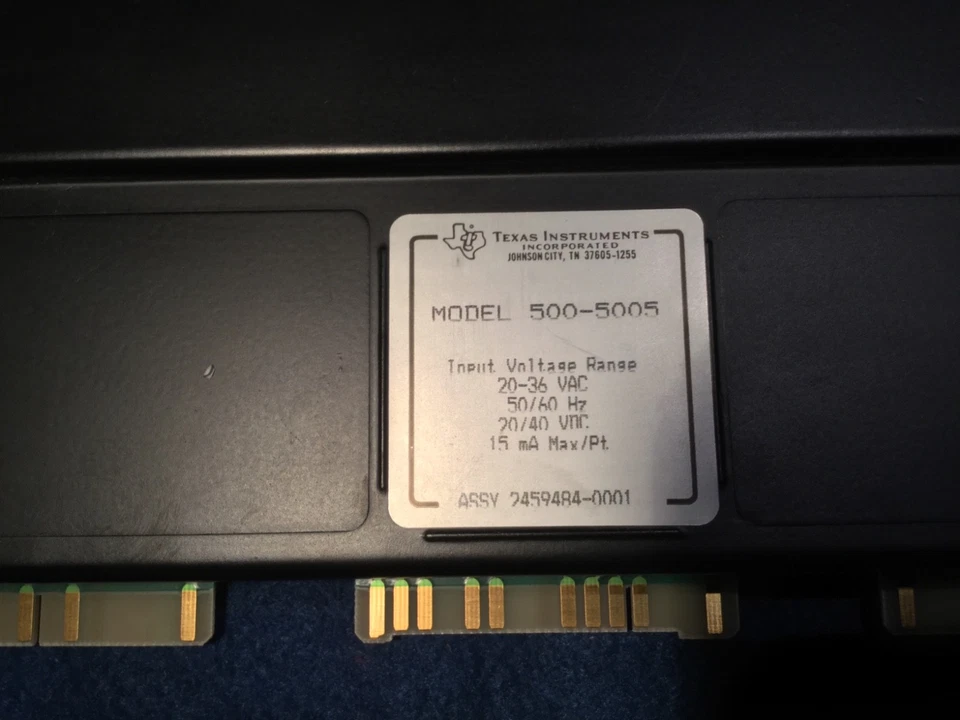 TEXAS INSTRUMENTS
INCORPORATED
JOHNSON CITY, TN 37605-1255
MODEL 500-5005
Input Voltage Range
20-36 VAC
50/60 Hz
20/40 VDC
15 mA Max/Pt.
ASSY 2459484-0001